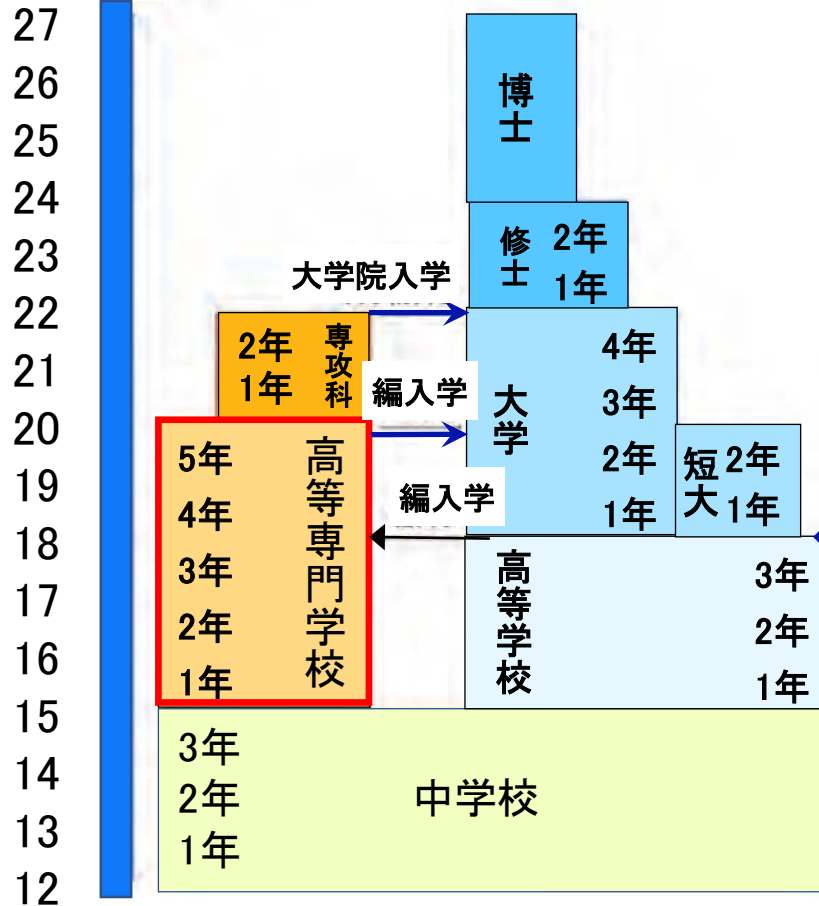 27
26
25
24
23
22
21
20
19
18
17
16
15
14
13
12
博士
修士
2年
1年
大学院入学
専攻科
2年
1年
編入学
大学
4年
3年
2年
1年
短大
2年
1年
編入学
高等専門学校
5年
4年
3年
2年
1年
高等学校
3年
2年
1年
中学校
3年
2年
1年